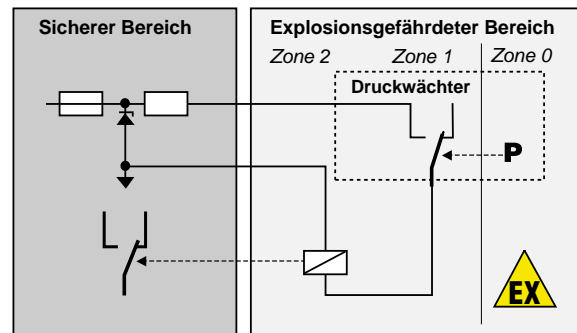 Sicherer Bereich
Explosionsgefährdeter Bereich
Zone 2 Zone 1 Zone 0
Druckwächter
P
EX